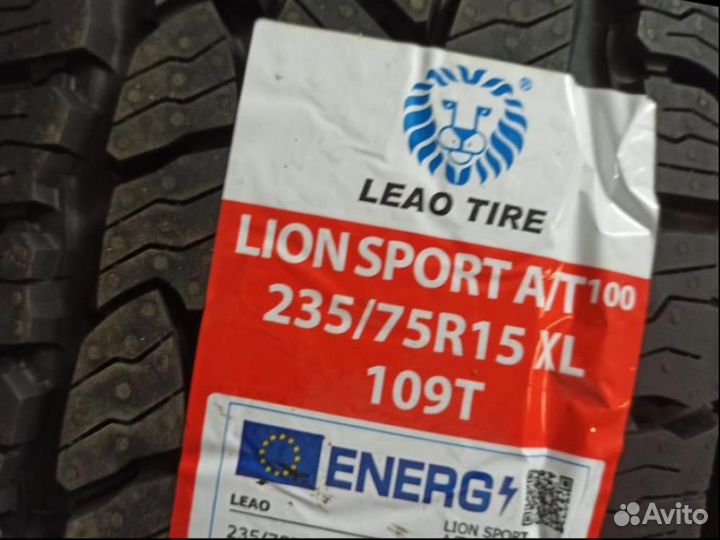 ®
LEAO TIRE
LION SPORT A/T100
235/75R15 XL
109T
ENERG
LEAO
LION SPORT
Avito